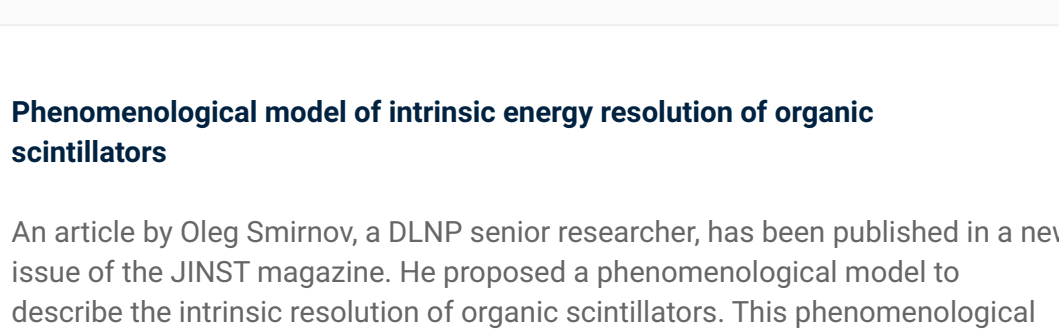 Phenomenological model of intrinsic energy resolution of organic
scintillators
An article by Oleg Smirnov, a DLNP senior researcher, has been published in a
issue of the JINST magazine. He proposed a phenomenological model to
describe the intrinsic resolution of organic scintillators. This phenomenological